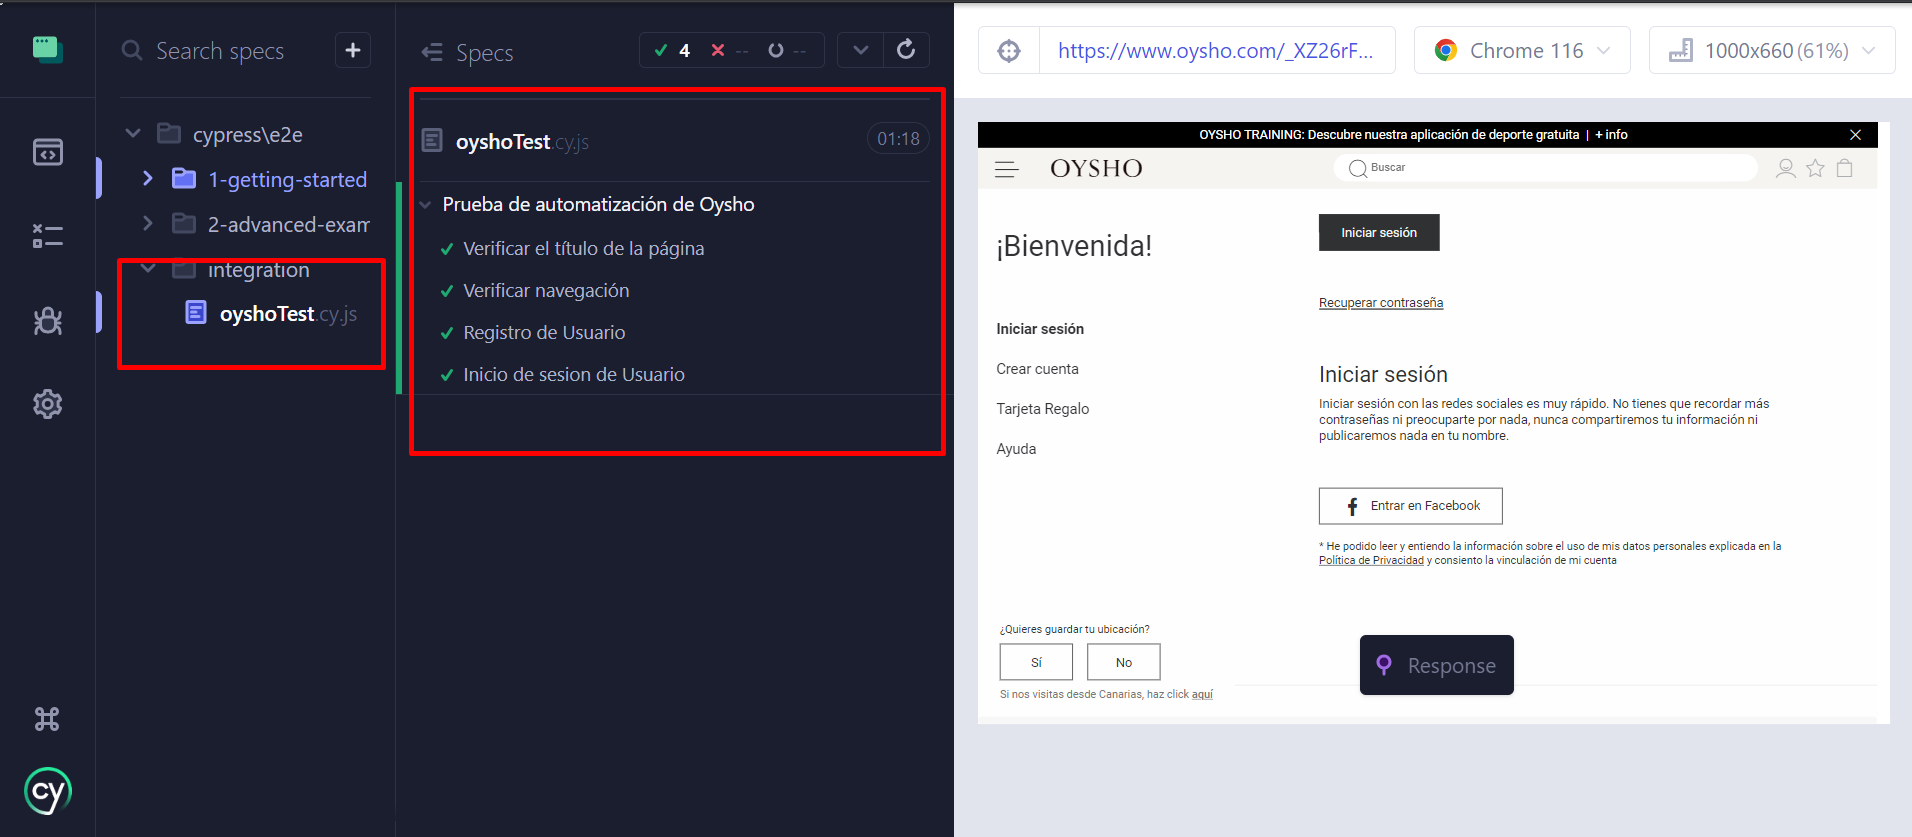 Search specs
+
cypress\e2e
1-getting-started
2-advanced-exam
integration
oyshoTest.cy.js
cy
Specs
4 -- --
oyshoTest.cy.js
01:18
Prueba de automatización de Oysho
Verificar el título de la página
Verificar navegación
Registro de Usuario
Inicio de sesion de Usuario
https://www.oysho.com/_XZ26rF...
Chrome 116
1000x660 (61%)
OYSHO TRAINING: Descubre nuestra aplicación de deporte gratuita | + info
OYSHO
Buscar
¡Bienvenida!
Iniciar sesión
Crear cuenta
Tarjeta Regalo
Ayuda
Iniciar sesión
Recuperar contraseña
Iniciar sesión
Iniciar sesión con las redes sociales es muy rápido. No tienes que recordar más
contraseñas ni preocuparte por nada, nunca compartiremos tu información ni
publicaremos nada en tu nombre.
Entrar en Facebook
* He podido leer y entiendo la información sobre el uso de mis datos personales explicada en la
Política de Privacidad y consiento la vinculación de mi cuenta
¿Quieres guardar tu ubicación?
Sí
No
Si nos visitas desde Canarias, haz click aquí
Response